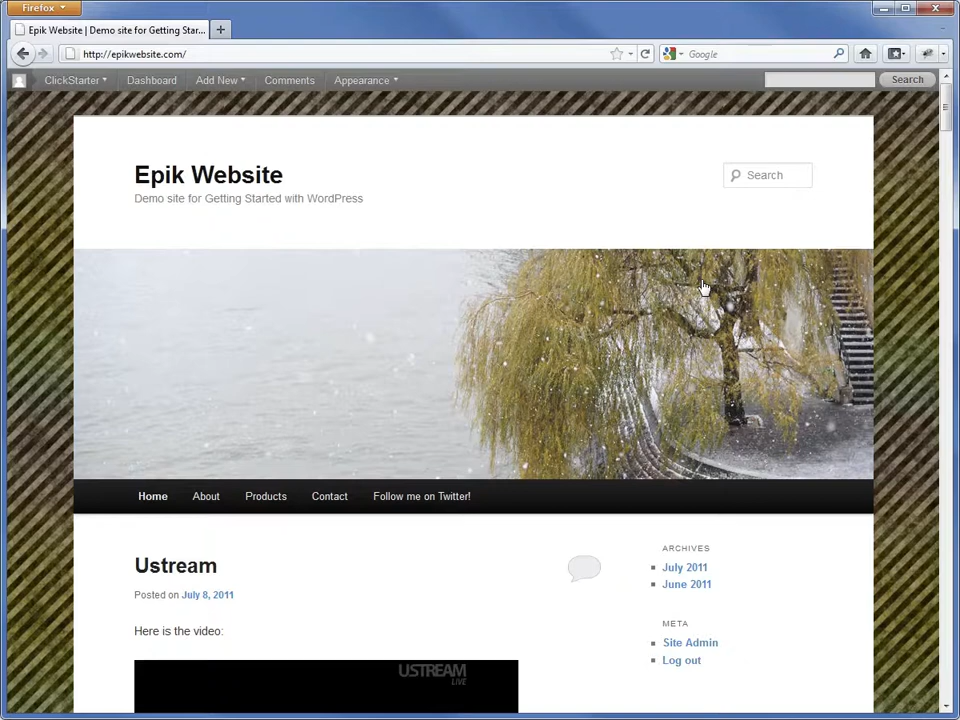 Firefox
Epik Website | Demo site for Getting Star...
http://epikwebsite.com/
Google
ClickStarter Dashboard Add New Comments Appearance Search
Epik Website
Search
Demo site for Getting Started with WordPress
Home About Products Contact Follow me on Twitter!
Ustream
Posted on July 8, 2011
Here is the video:
USTREAM
LIVE
ARCHIVES
July 2011
June 2011
META
Site Admin
Log out